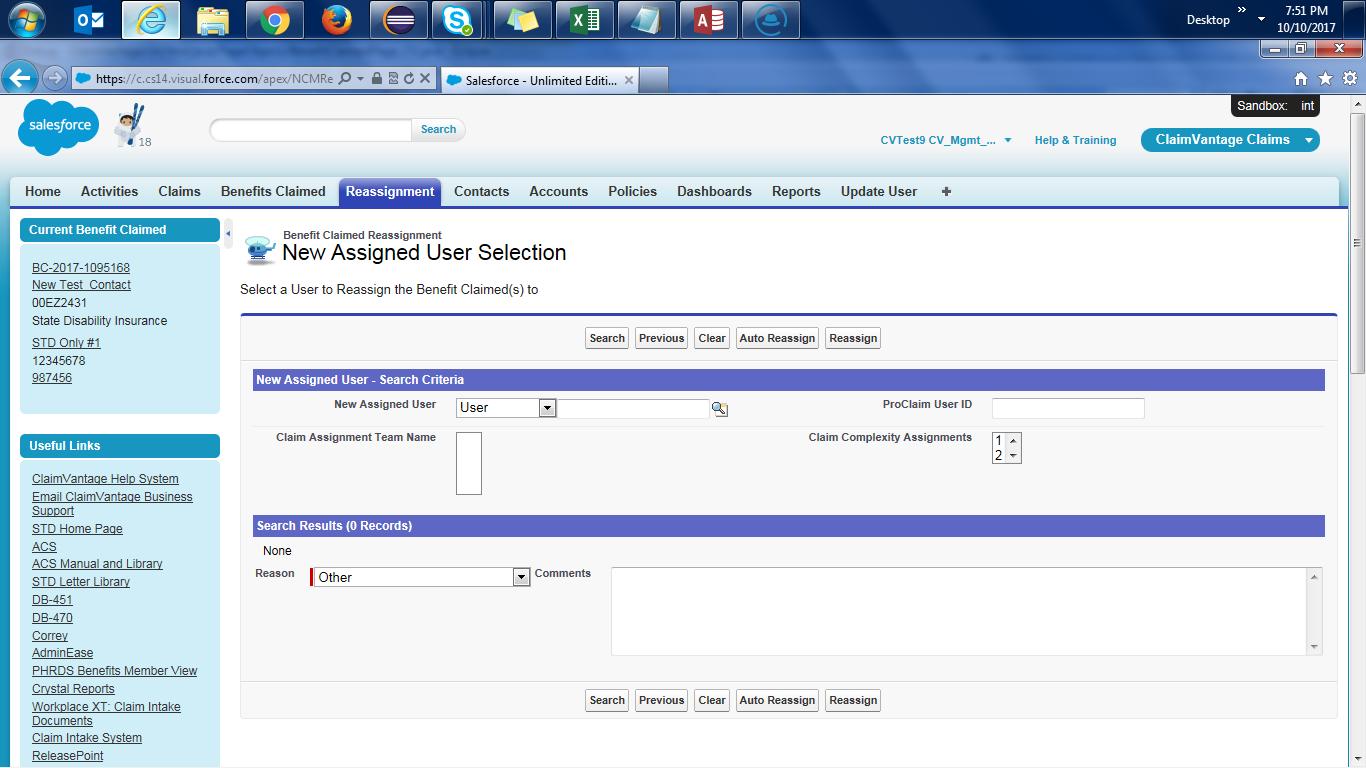 Desktop
»
7:51 PM
10/10/2017
https://c.cs14.visual.force.com/apex/NCMRe
Salesforce - Unlimited Editi...
Sandbox: int
salesforce
18
Search
CVTest9 CV_Mgmt_...
Help & Training
ClaimVantage Claims
Home Activities Claims Benefits Claimed Reassignment Contacts Accounts Policies Dashboards Reports Update User +
Current Benefit Claimed
BC-2017-1095168
New Test_Contact
00EZ2431
State Disability Insurance
STD Only #1
12345678
987456
Useful Links
ClaimVantage Help System
Email ClaimVantage Business
Support
STD Home Page
ACS
ACS Manual and Library
STD Letter Library
DB-451
DB-470
Correy
AdminEase
PHRDS Benefits Member View
Crystal Reports
Workplace XT: Claim Intake
Documents
Claim Intake System
ReleasePoint
Benefit Claimed Reassignment
New Assigned User Selection
Select a User to Reassign the Benefit Claimed(s) to
Search Previous Clear Auto Reassign Reassign
New Assigned User - Search Criteria
New Assigned User User ProClaim User ID
Claim Assignment Team Name Claim Complexity Assignments 1
2
Search Results (0 Records)
None
Reason Other Comments
Search Previous Clear Auto Reassign Reassign